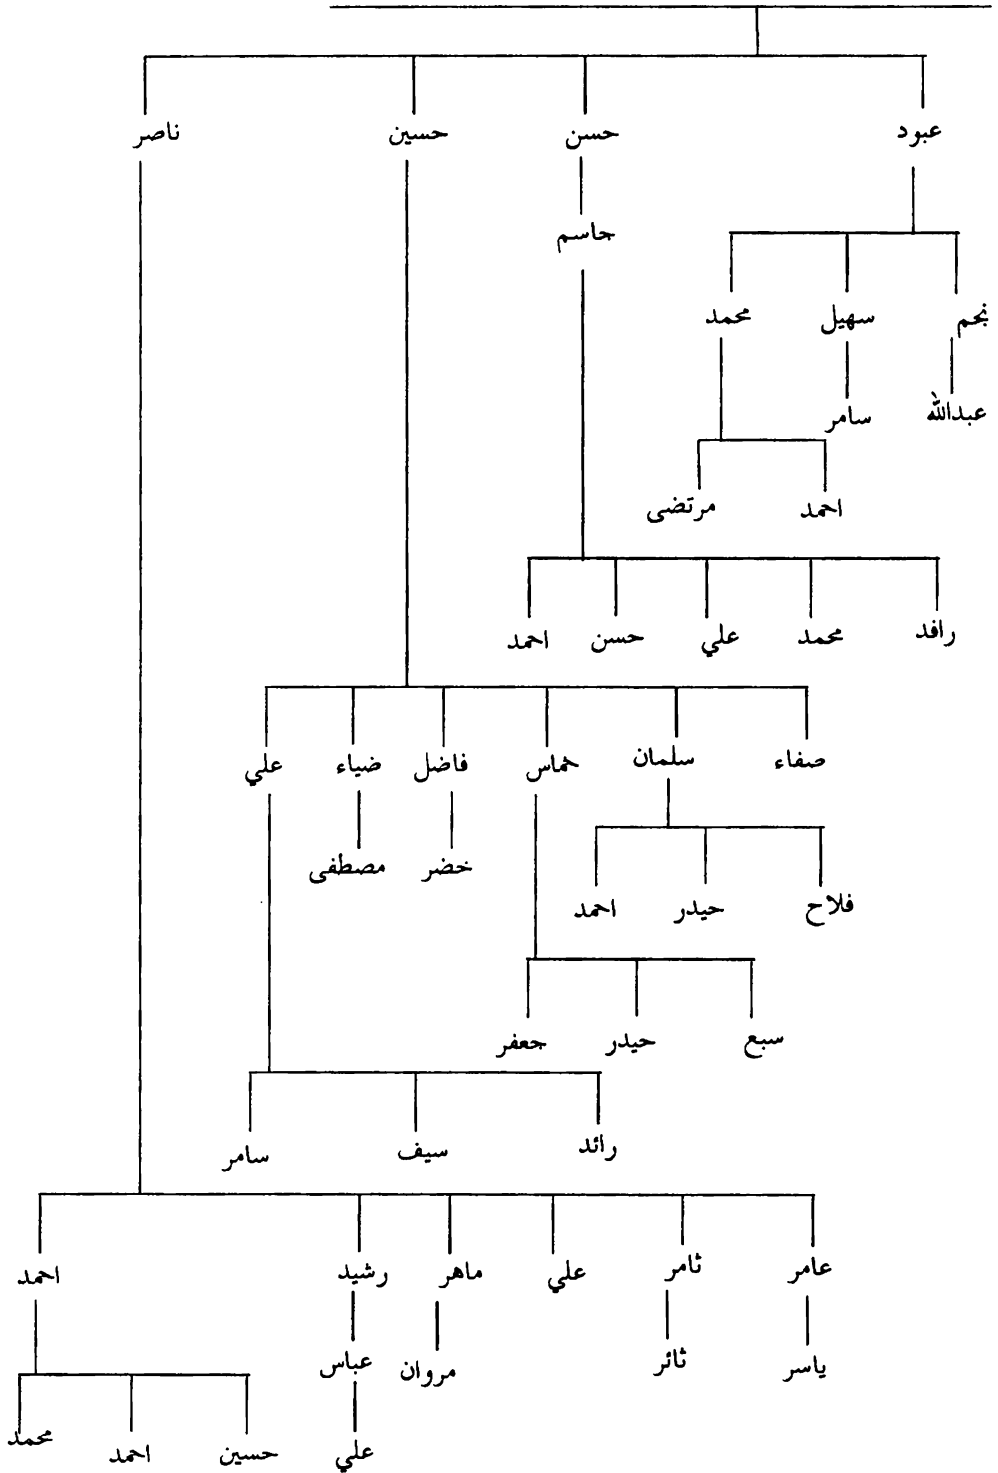 عبود حسن حسين ناصر
جاسم
نجم سهيل محمد
عبدالله سامر
احمد مرتضى
رافد محمد علي حسن احمد
صفاء سلمان خماس فاضل ضياء علي
خضر مصطفى
فلاح حيدر احمد
سبع حيدر جعفر
رائد سيف سامر
عامر ثامر علي ماهر رشيد احمد
ياسر ثائر مروان عباس
حسين احمد محمد
علي